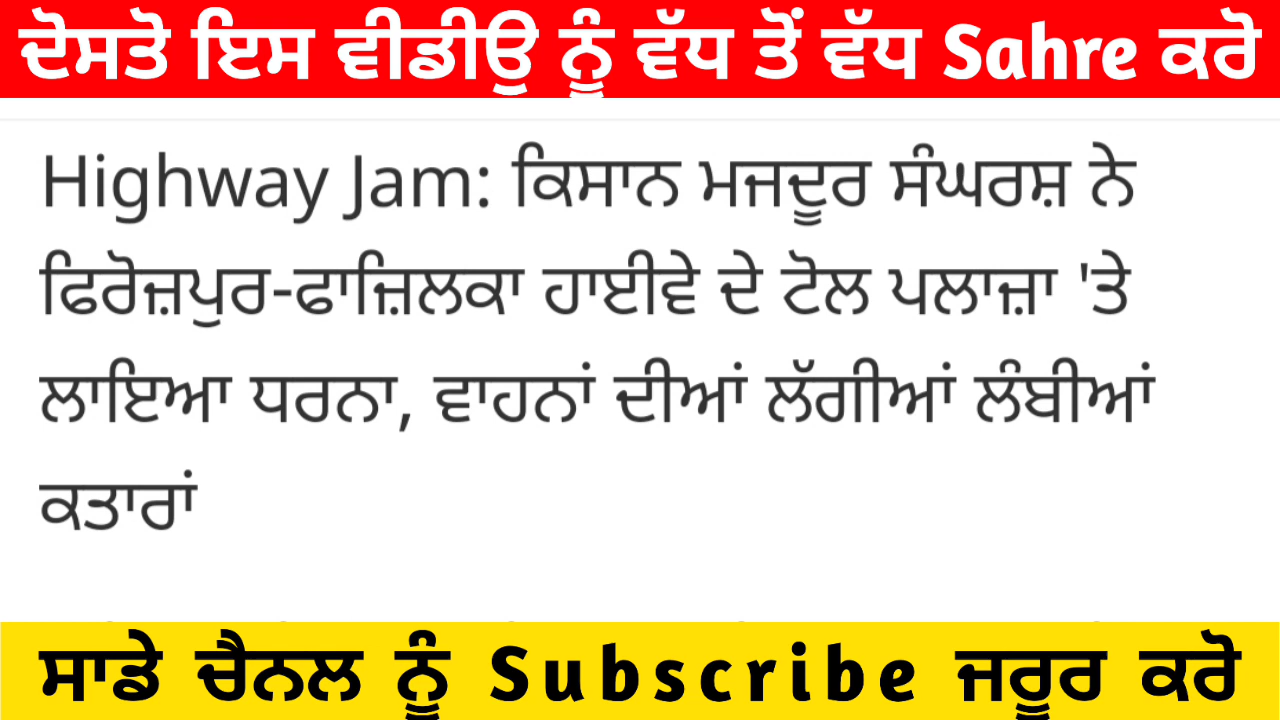 ਦੋਸਤੋ ਇਸ ਵੀਡੀਉ ਨੂੰ ਵੱਧ ਤੋਂ ਵੱਧ Sahre ਕਰੋ
Highway Jam: ਕਿਸਾਨ ਮਜਦੂਰ ਸੰਘਰਸ਼ ਨੇ
ਫਿਰੋਜ਼ਪੁਰ-ਫਾਜ਼ਿਲਕਾ ਹਾਈਵੇ ਦੇ ਟੋਲ ਪਲਾਜ਼ਾ 'ਤੇ
ਲਾਇਆ ਧਰਨਾ, ਵਾਹਨਾਂ ਦੀਆਂ ਲੱਗੀਆਂ ਲੰਬੀਆਂ
ਕਤਾਰਾਂ
ਸਾਡੇ ਚੈਨਲ ਨੂੰ Subscribe ਜਰੂਰ ਕਰੋ